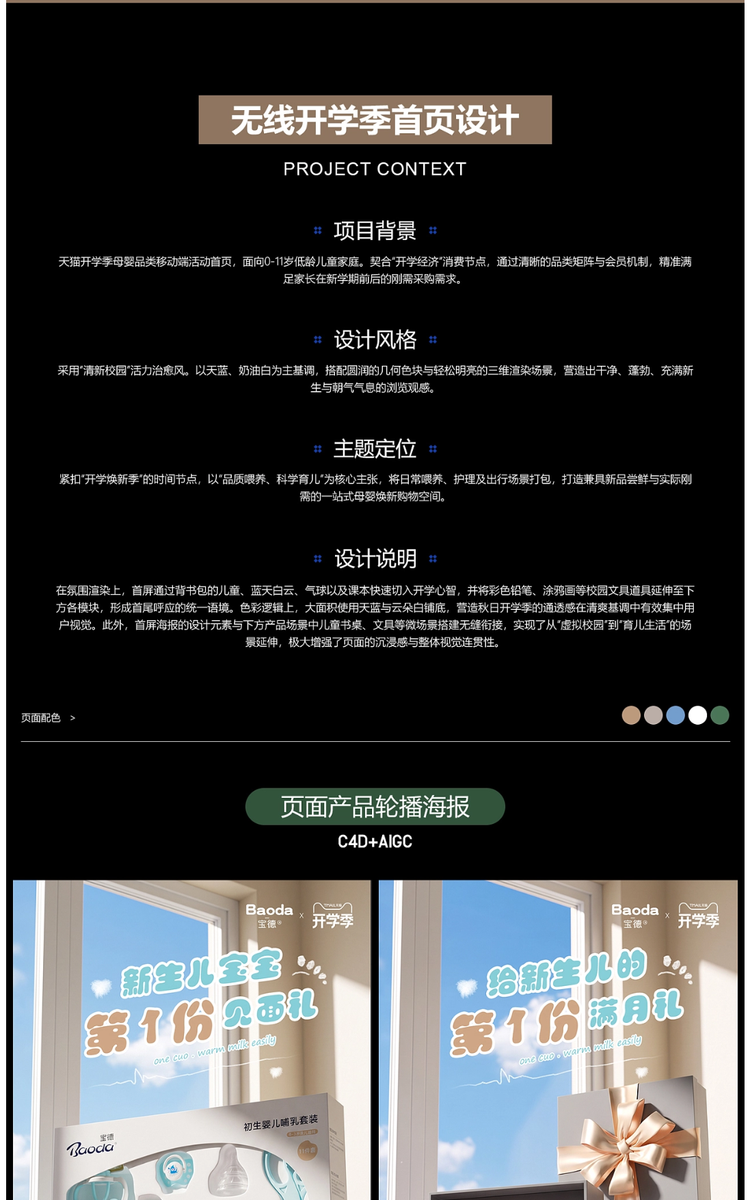 无线开学季首页设计
PROJECT CONTEXT
项目背景
天猫开学季母婴品类移动端活动首页，面向0-11岁低龄儿童家庭。契合“开学经济”消费节点，通过清晰的品类矩阵与会员机制，精准满
足家长在新学期前后的刚需采购需求。
设计风格
采用“清新校园”活力治愈风。以天蓝、奶油白为主基调，搭配圆润的几何色块与轻松明亮的三维渲染场景，营造出干净、蓬勃、充满新
生与朝气气息的浏览观感。
主题定位
紧扣“开学焕新季”的时间节点，以“品质喂养、科学育儿”为核心主张，将日常喂养、护理及出行场景打包，打造兼具新品尝鲜与实际刚
需的一站式母婴焕新购物空间。
设计说明
在氛围渲染上，首屏通过背书包的儿童、蓝天白云、气球以及课本快速切入开学心智，并将彩色铅笔、涂鸦画等校园文具道具延伸至下
方各模块，形成首尾呼应的统一语境。色彩逻辑上，大面积使用天蓝与云朵白铺底，营造秋日开学季的通透感在清爽基调中有效集中用
户视觉。此外，首屏海报的设计元素与下方产品场景中儿童书桌、文具等微场景搭建无缝衔接，实现了从“虚拟校园”到“育儿生活”的场
景延伸，极大增强了页面的沉浸感与整体视觉连贯性。
页面配色 >
页面产品轮播海报
C4D+AIGC
Baoda
宝德
x
开学季
新生儿宝宝
第1份见面礼
one cuo . warm milk easily
宝德
Baoda
初生婴儿哺乳套装
Baoda
宝德
x
开学季
给新生儿的
第1份满月礼
one cuo . warm milk easily